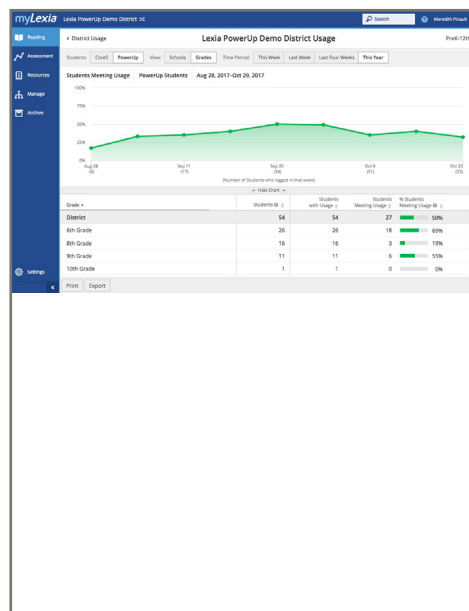 myLexia Lexia PowerUp Demo District Search Meredith Pinault
Reading
Assessment
Resources
Manage
Archive
Settings
District Usage Lexia PowerUp Demo District Usage PreK-12th
Students: Core5 PowerUp View: Schools Grades Time Period: This Week Last Week Last Four Weeks This Year
Students Meeting Usage PowerUp Students Aug 28, 2017-Oct 29, 2017
100%
75%
50%
25%
0%
Aug 28 Sep 11 Sep 25 Oct 9 Oct 23
(6) (17) (34) (31) (53)
(Number of Students who logged in that week)
Hide Chart
Grade Students Students with Usage Students Meeting Usage % Students Meeting Usage
District 54 54 27 50%
6th Grade 26 26 18 69%
8th Grade 16 16 3 19%
9th Grade 11 11 6 55%
10th Grade 1 1 0 0%
Print Export